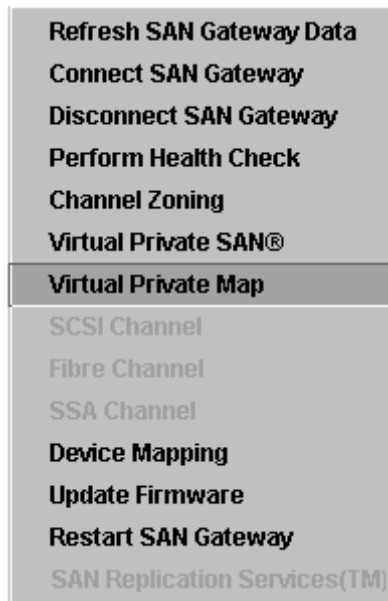 Refresh SAN Gateway Data
Connect SAN Gateway
Disconnect SAN Gateway
Perform Health Check
Channel Zoning
Virtual Private SAN®
Virtual Private Map
SCSI Channel
Fibre Channel
SSA Channel
Device Mapping
Update Firmware
Restart SAN Gateway
SAN Replication Services(TM)